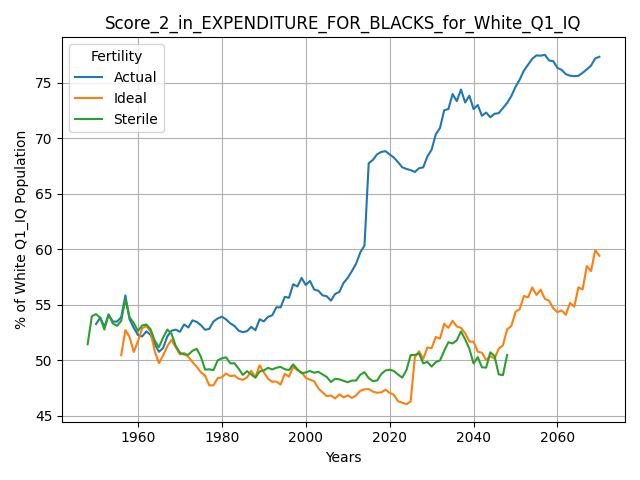 Score_2_in_EXPENDITURE_FOR_BLACKS_for_White_Q1_IQ
Fertility
Actual
Ideal
Sterile
% of White Q1_IQ Population
75
70
65
60
55
50
45
1960
1980
2000
2020
2040
2060
Years